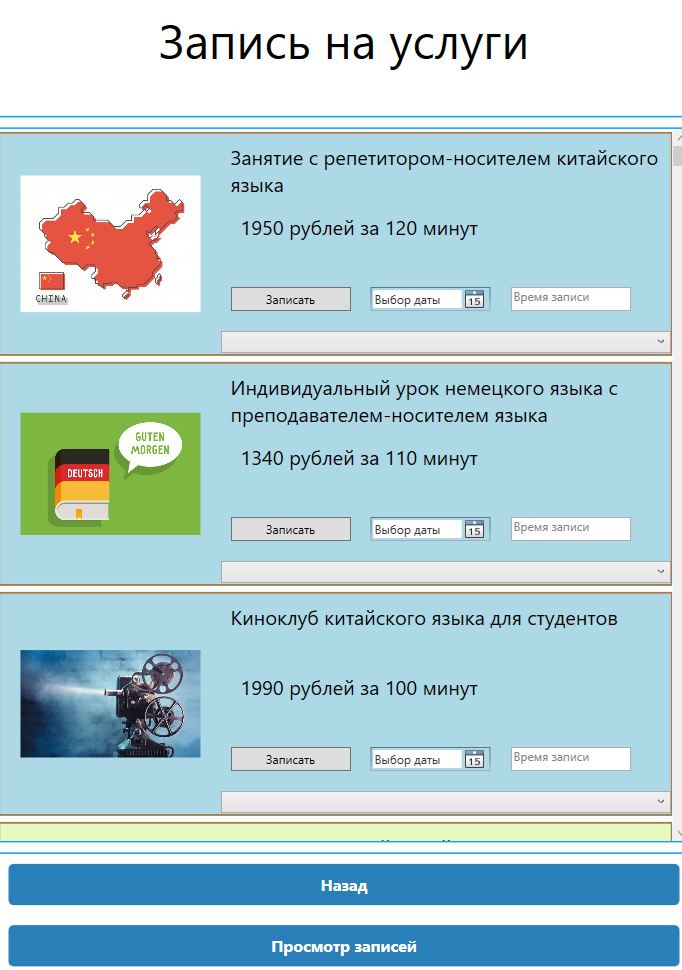 Запись на услуги
Занятие с репетитором-носителем китайского
языка
1950 рублей за 120 минут
CHINA
Записать
Выбор даты
15
Время записи
Индивидуальный урок немецкого языка с
преподавателем-носителем языка
GUTEN
MORGEN
DEUTSCH
1340 рублей за 110 минут
Записать
Выбор даты
15
Время записи
Киноклуб китайского языка для студентов
1990 рублей за 100 минут
Записать
Выбор даты
15
Время записи
Назад
Просмотр записей